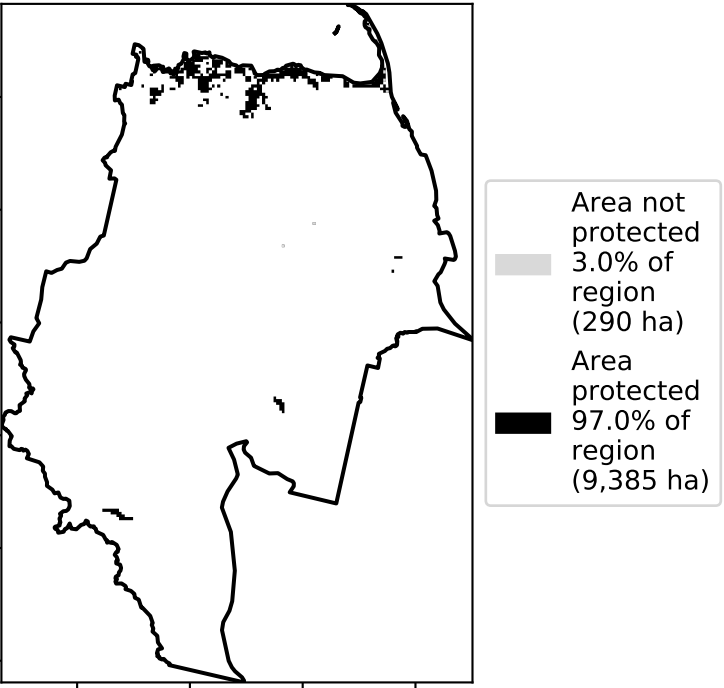 Area not
protected
3.0% of
region
(290 ha)
Area
protected
97.0% of
region
(9,385 ha)